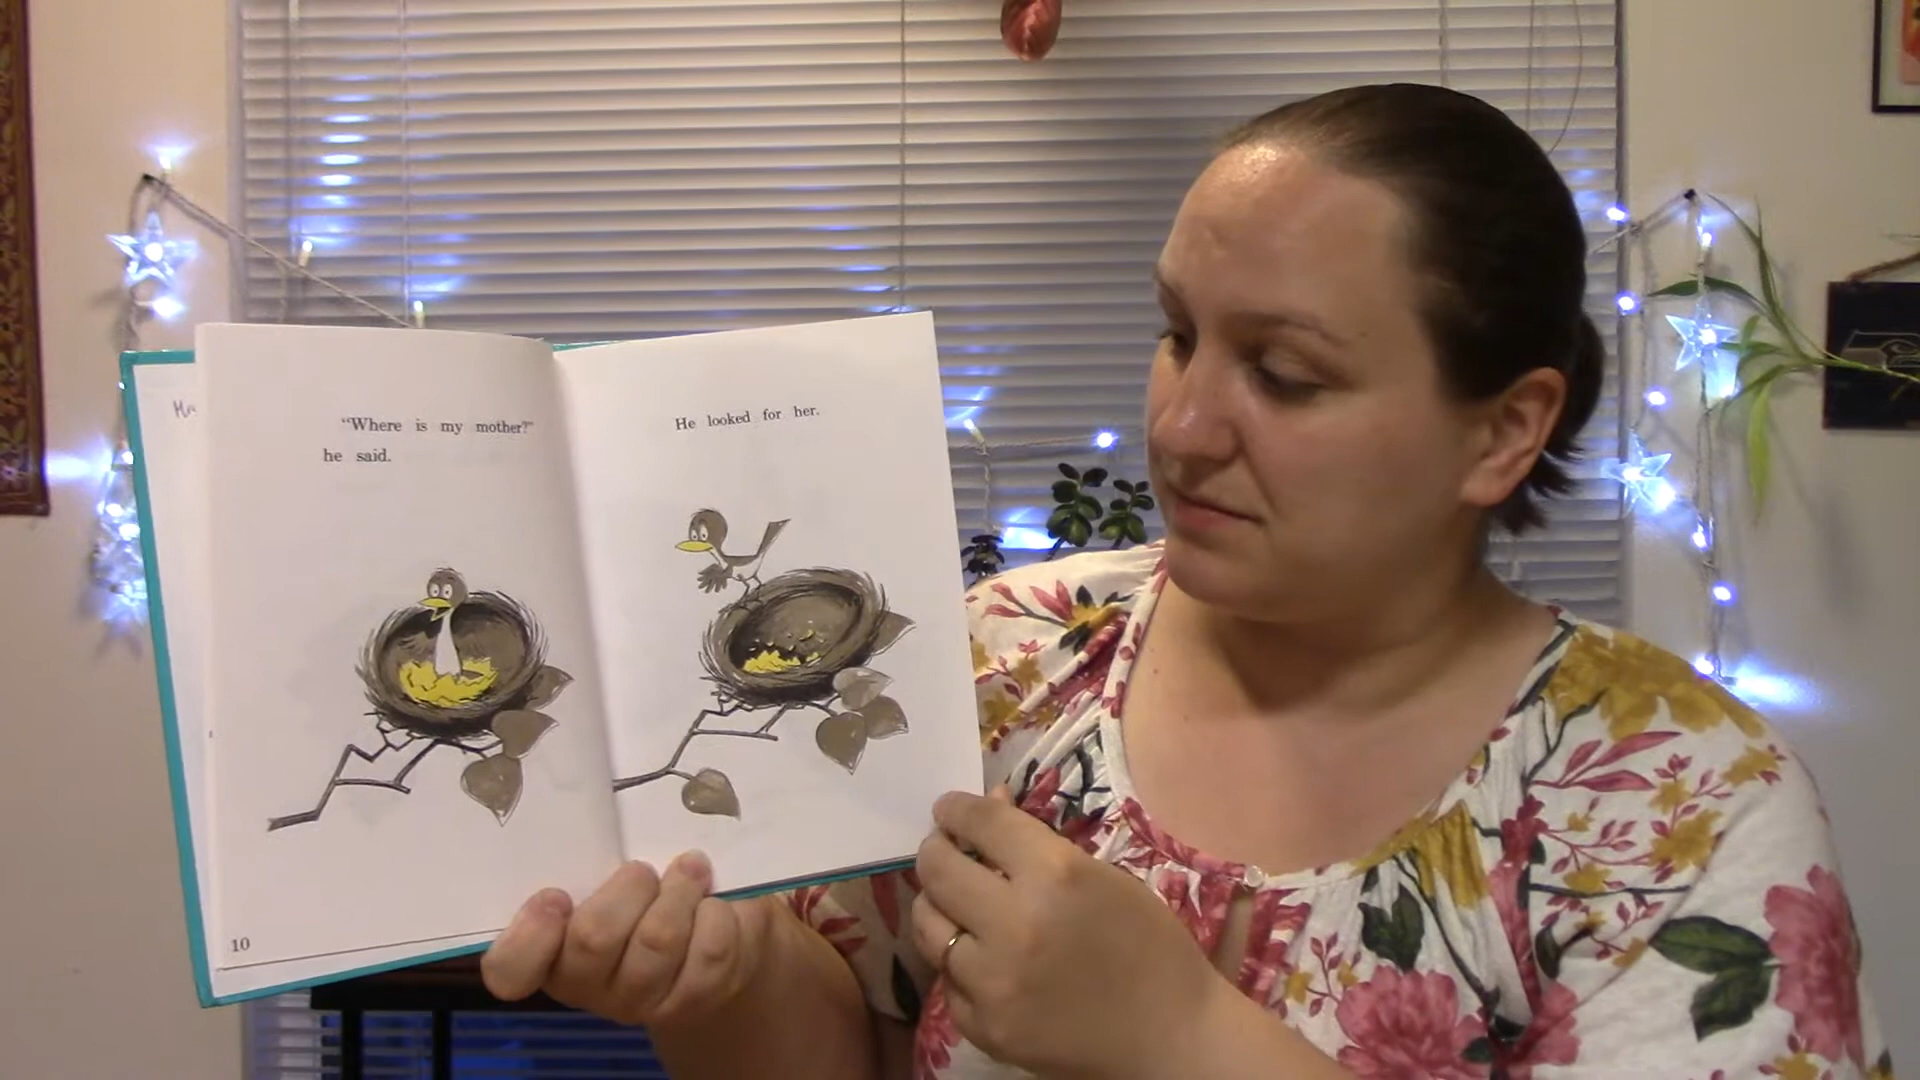 “Where is my mother?”
he said.
He looked for her.
10